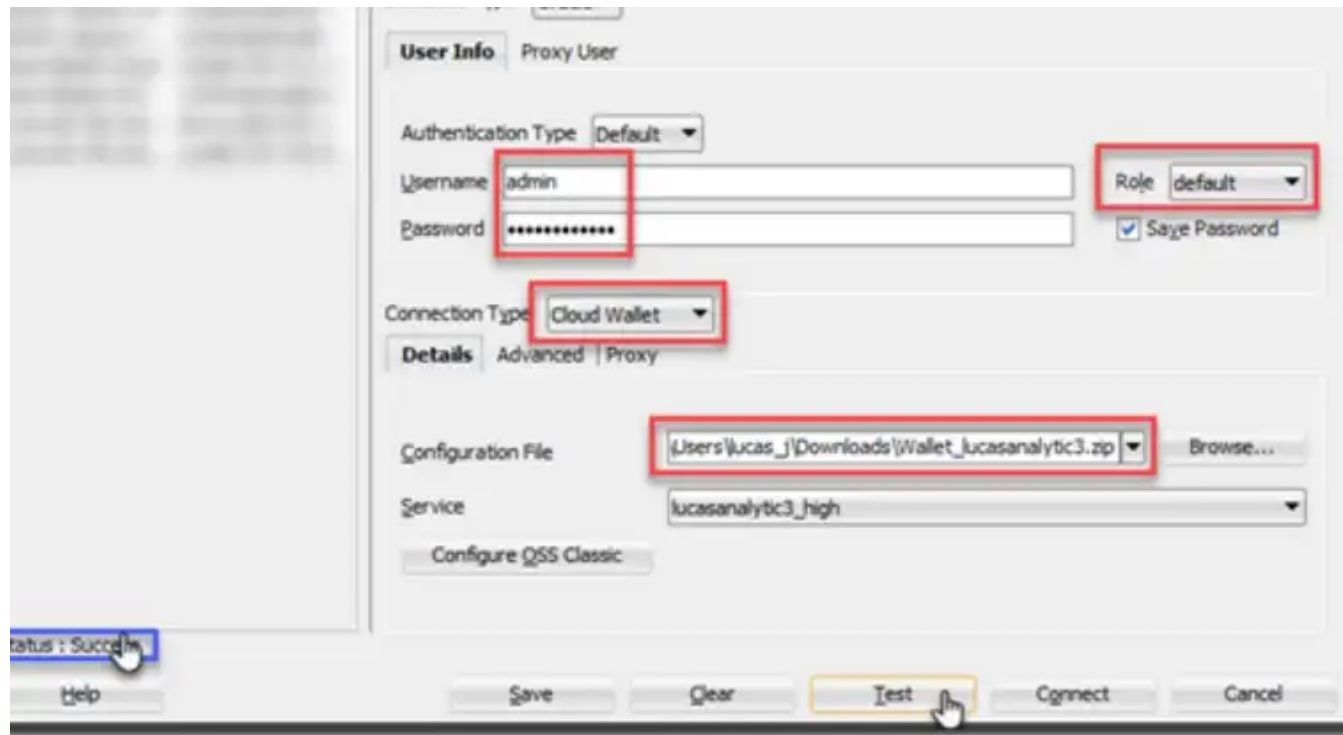 User Info Proxy User
Authentication Type Default
Username admin Role default
Password •••••••••••• Save Password
Connection Type Cloud Wallet
Details Advanced Proxy
Configuration File \Users\lucas_j\Downloads\Wallet_lucasanalytic3.zip Browse...
Service lucasanalytic3_high
Configure OSS Classic
tatus : Success
Help Save Clear Test Connect Cancel